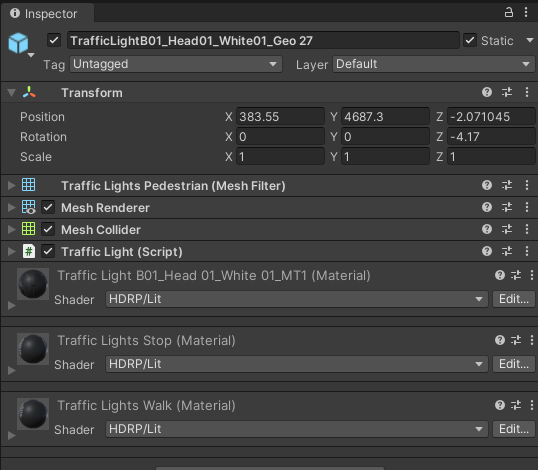 Inspector
TrafficLightB01_Head01_White01_Geo 27
Static
Tag Untagged Layer Default
Transform
Position X 383.55 Y 4687.3 Z -2.071045
Rotation X 0 Y 0 Z -4.17
Scale X 1 Y 1 Z 1
Traffic Lights Pedestrian (Mesh Filter)
Mesh Renderer
Mesh Collider
# Traffic Light (Script)
Traffic Light B01_Head 01_White 01_MT1 (Material)
Shader HDRP/Lit Edit...
Traffic Lights Stop (Material)
Shader HDRP/Lit Edit...
Traffic Lights Walk (Material)
Shader HDRP/Lit Edit...